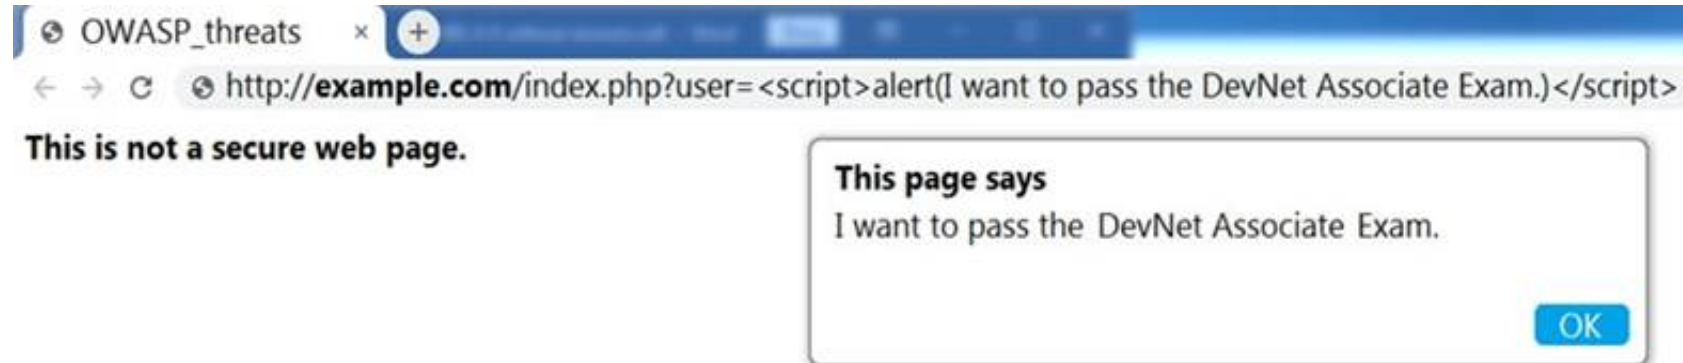 OWASP_threats
http://example.com/index.php?user=<script>alert(I want to pass the DevNet Associate Exam.)</script>
This is not a secure web page.
This page says
I want to pass the DevNet Associate Exam.
OK